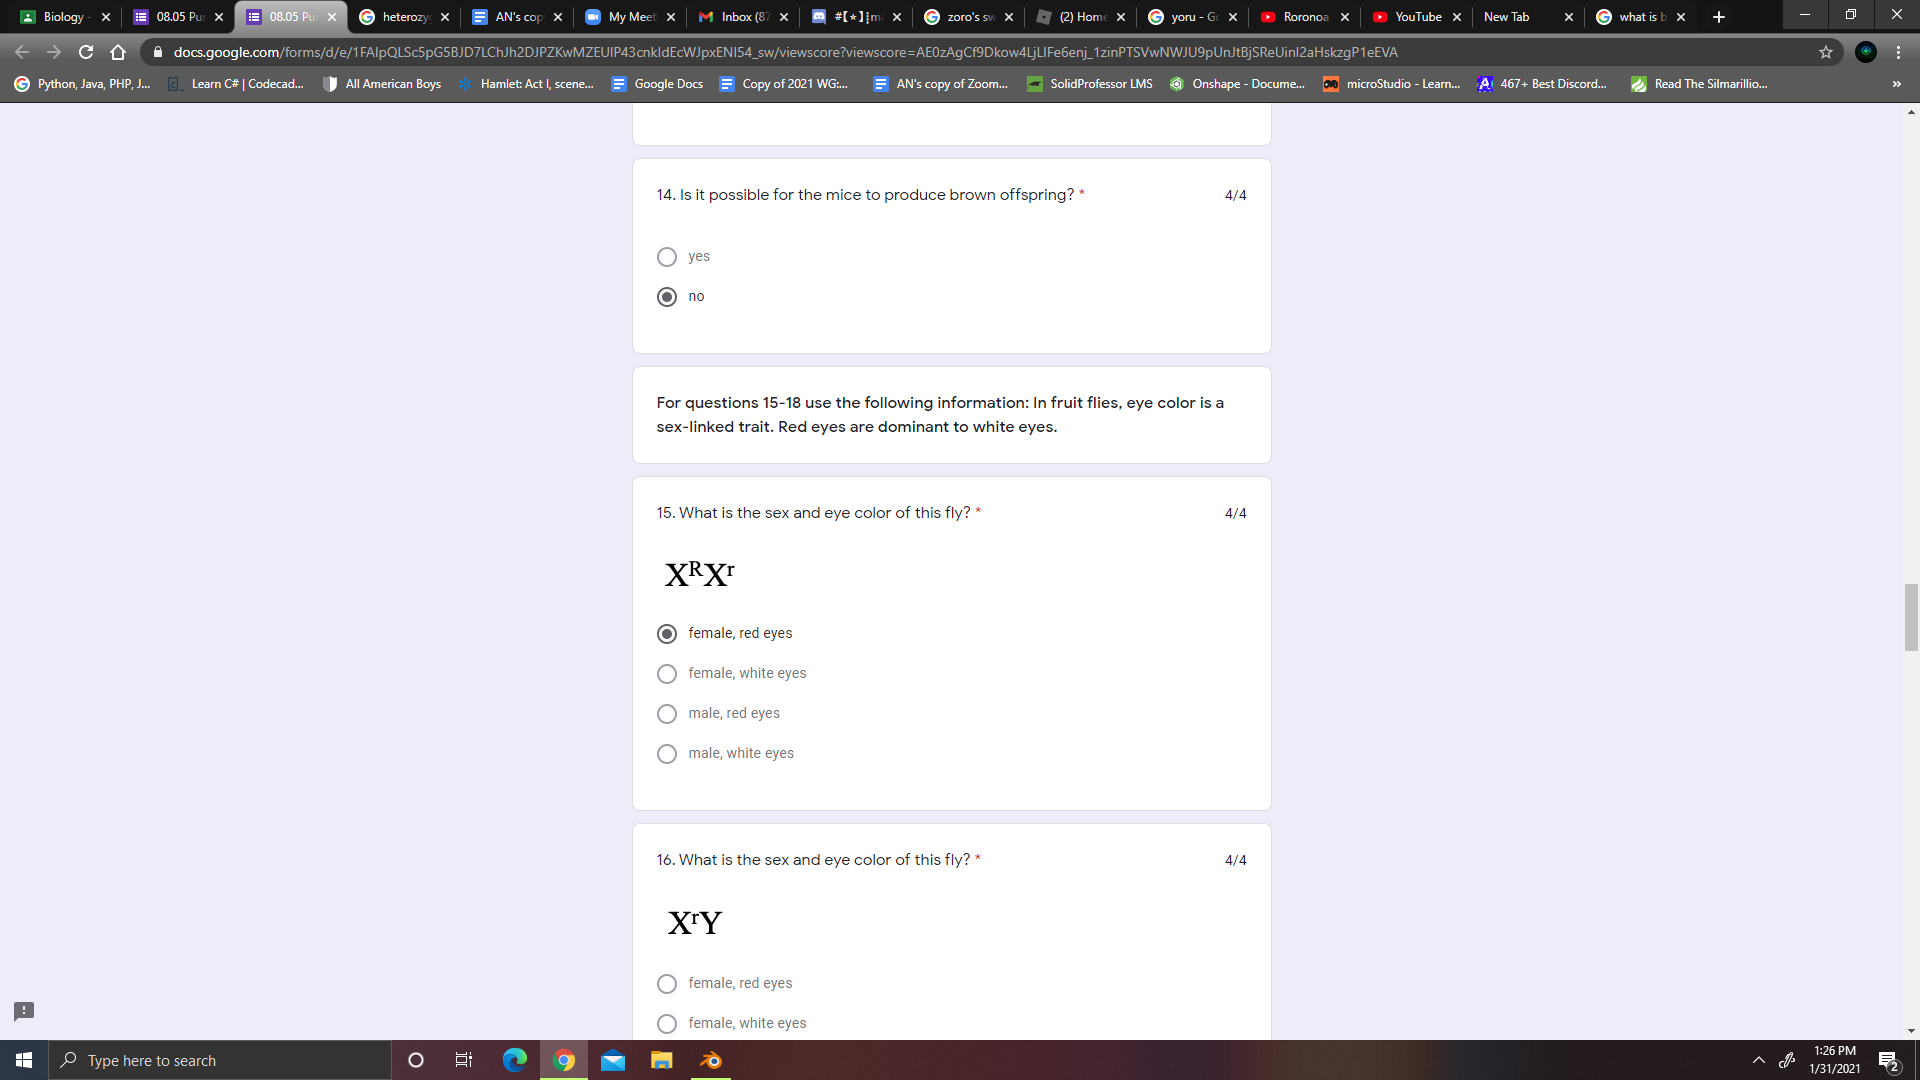 Biology -
08.05 Pu
08.05 Pu
heterozy
AN's cop
My Meet
Inbox (87
zoro's sw
(2) Home
yoru - Go
Roronoa
YouTube
New Tab
what is b
docs.google.com/forms/d/e/1FAIpQLSc5pG5BJD7LChJh2DJPZKwMZEUlP43cnkIdEcWJpxENI54_sw/viewscore?viewscore=AE0zAgCf9Dkow4LjLIFe6enj_1zinPTSVwNWJU9pUnJtBjSReUinl2aHskzgP1eEVA
Python, Java, PHP, J...
Learn C# | Codecad...
All American Boys
Hamlet: Act I, scene...
Google Docs
Copy of 2021 WG:...
AN's copy of Zoom...
SolidProfessor LMS
Onshape - Docume...
microStudio - Learn...
467+ Best Discord...
Read The Silmarillio...
»
14. Is it possible for the mice to produce brown offspring? * 4/4
yes
no
For questions 15-18 use the following information: In fruit flies, eye color is a
sex-linked trait. Red eyes are dominant to white eyes.
15. What is the sex and eye color of this fly? * 4/4
XᴿXʳ
female, red eyes
female, white eyes
male, red eyes
male, white eyes
16. What is the sex and eye color of this fly? * 4/4
XʳY
female, red eyes
female, white eyes
Type here to search
1:26 PM
1/31/2021
2